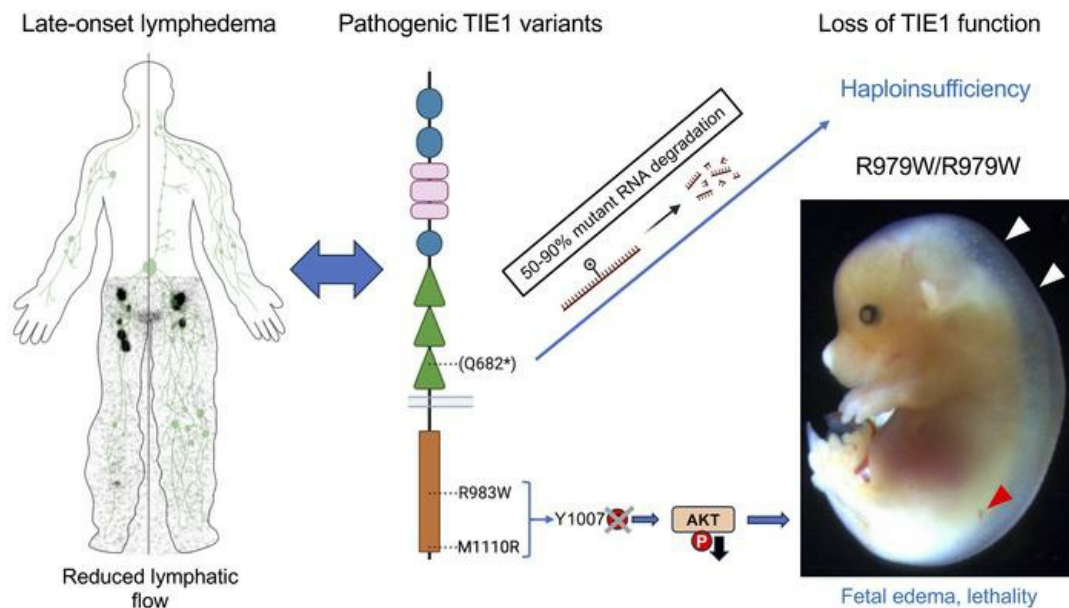 Late-onset lymphedema
Pathogenic TIE1 variants
Loss of TIE1 function
Haploinsufficiency
50-90% mutant RNA degradation
R979W/R979W
(Q682*)
R983W
Y1007
AKT
P
M1110R
Reduced lymphatic
flow
Fetal edema, lethality